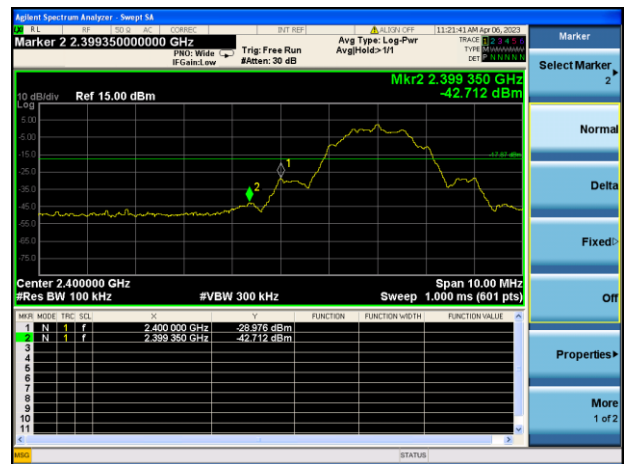 Agilent Spectrum Analyzer - Swept SA
RL RF 50 Ω AC CORREC INT REF ALIGN OFF 11:21:41 AM Apr 06, 2023
Marker 2 2.399350000000 GHz
PNO: Wide
IFGain:Low
Trig: Free Run
#Atten: 30 dB
Avg Type: Log-Pwr
Avg|Hold>1/1
TRACE 1 2 3 4 5 6
TYPE M
DET P N N N N N
Mkr2 2.399 350 GHz
-42.712 dBm
10 dB/div
Log
Ref 15.00 dBm
5.00
-5.00
-15.0
-25.0
-35.0
-45.0
-55.0
-65.0
-75.0
1
2
Center 2.400000 GHz
Span 10.00 MHz
#Res BW 100 kHz
#VBW 300 kHz
Sweep 1.000 ms (601 pts)
MKR MODE TRC SCL X Y FUNCTION FUNCTION WIDTH FUNCTION VALUE
1 N 1 f 2.400 000 GHz -28.976 dBm
2 N 1 f 2.399 350 GHz -42.712 dBm
3
4
5
6
7
8
9
10
11
MSG
STATUS
Marker
Select Marker
2
Normal
Delta
Fixed
Off
Properties
More
1 of 2